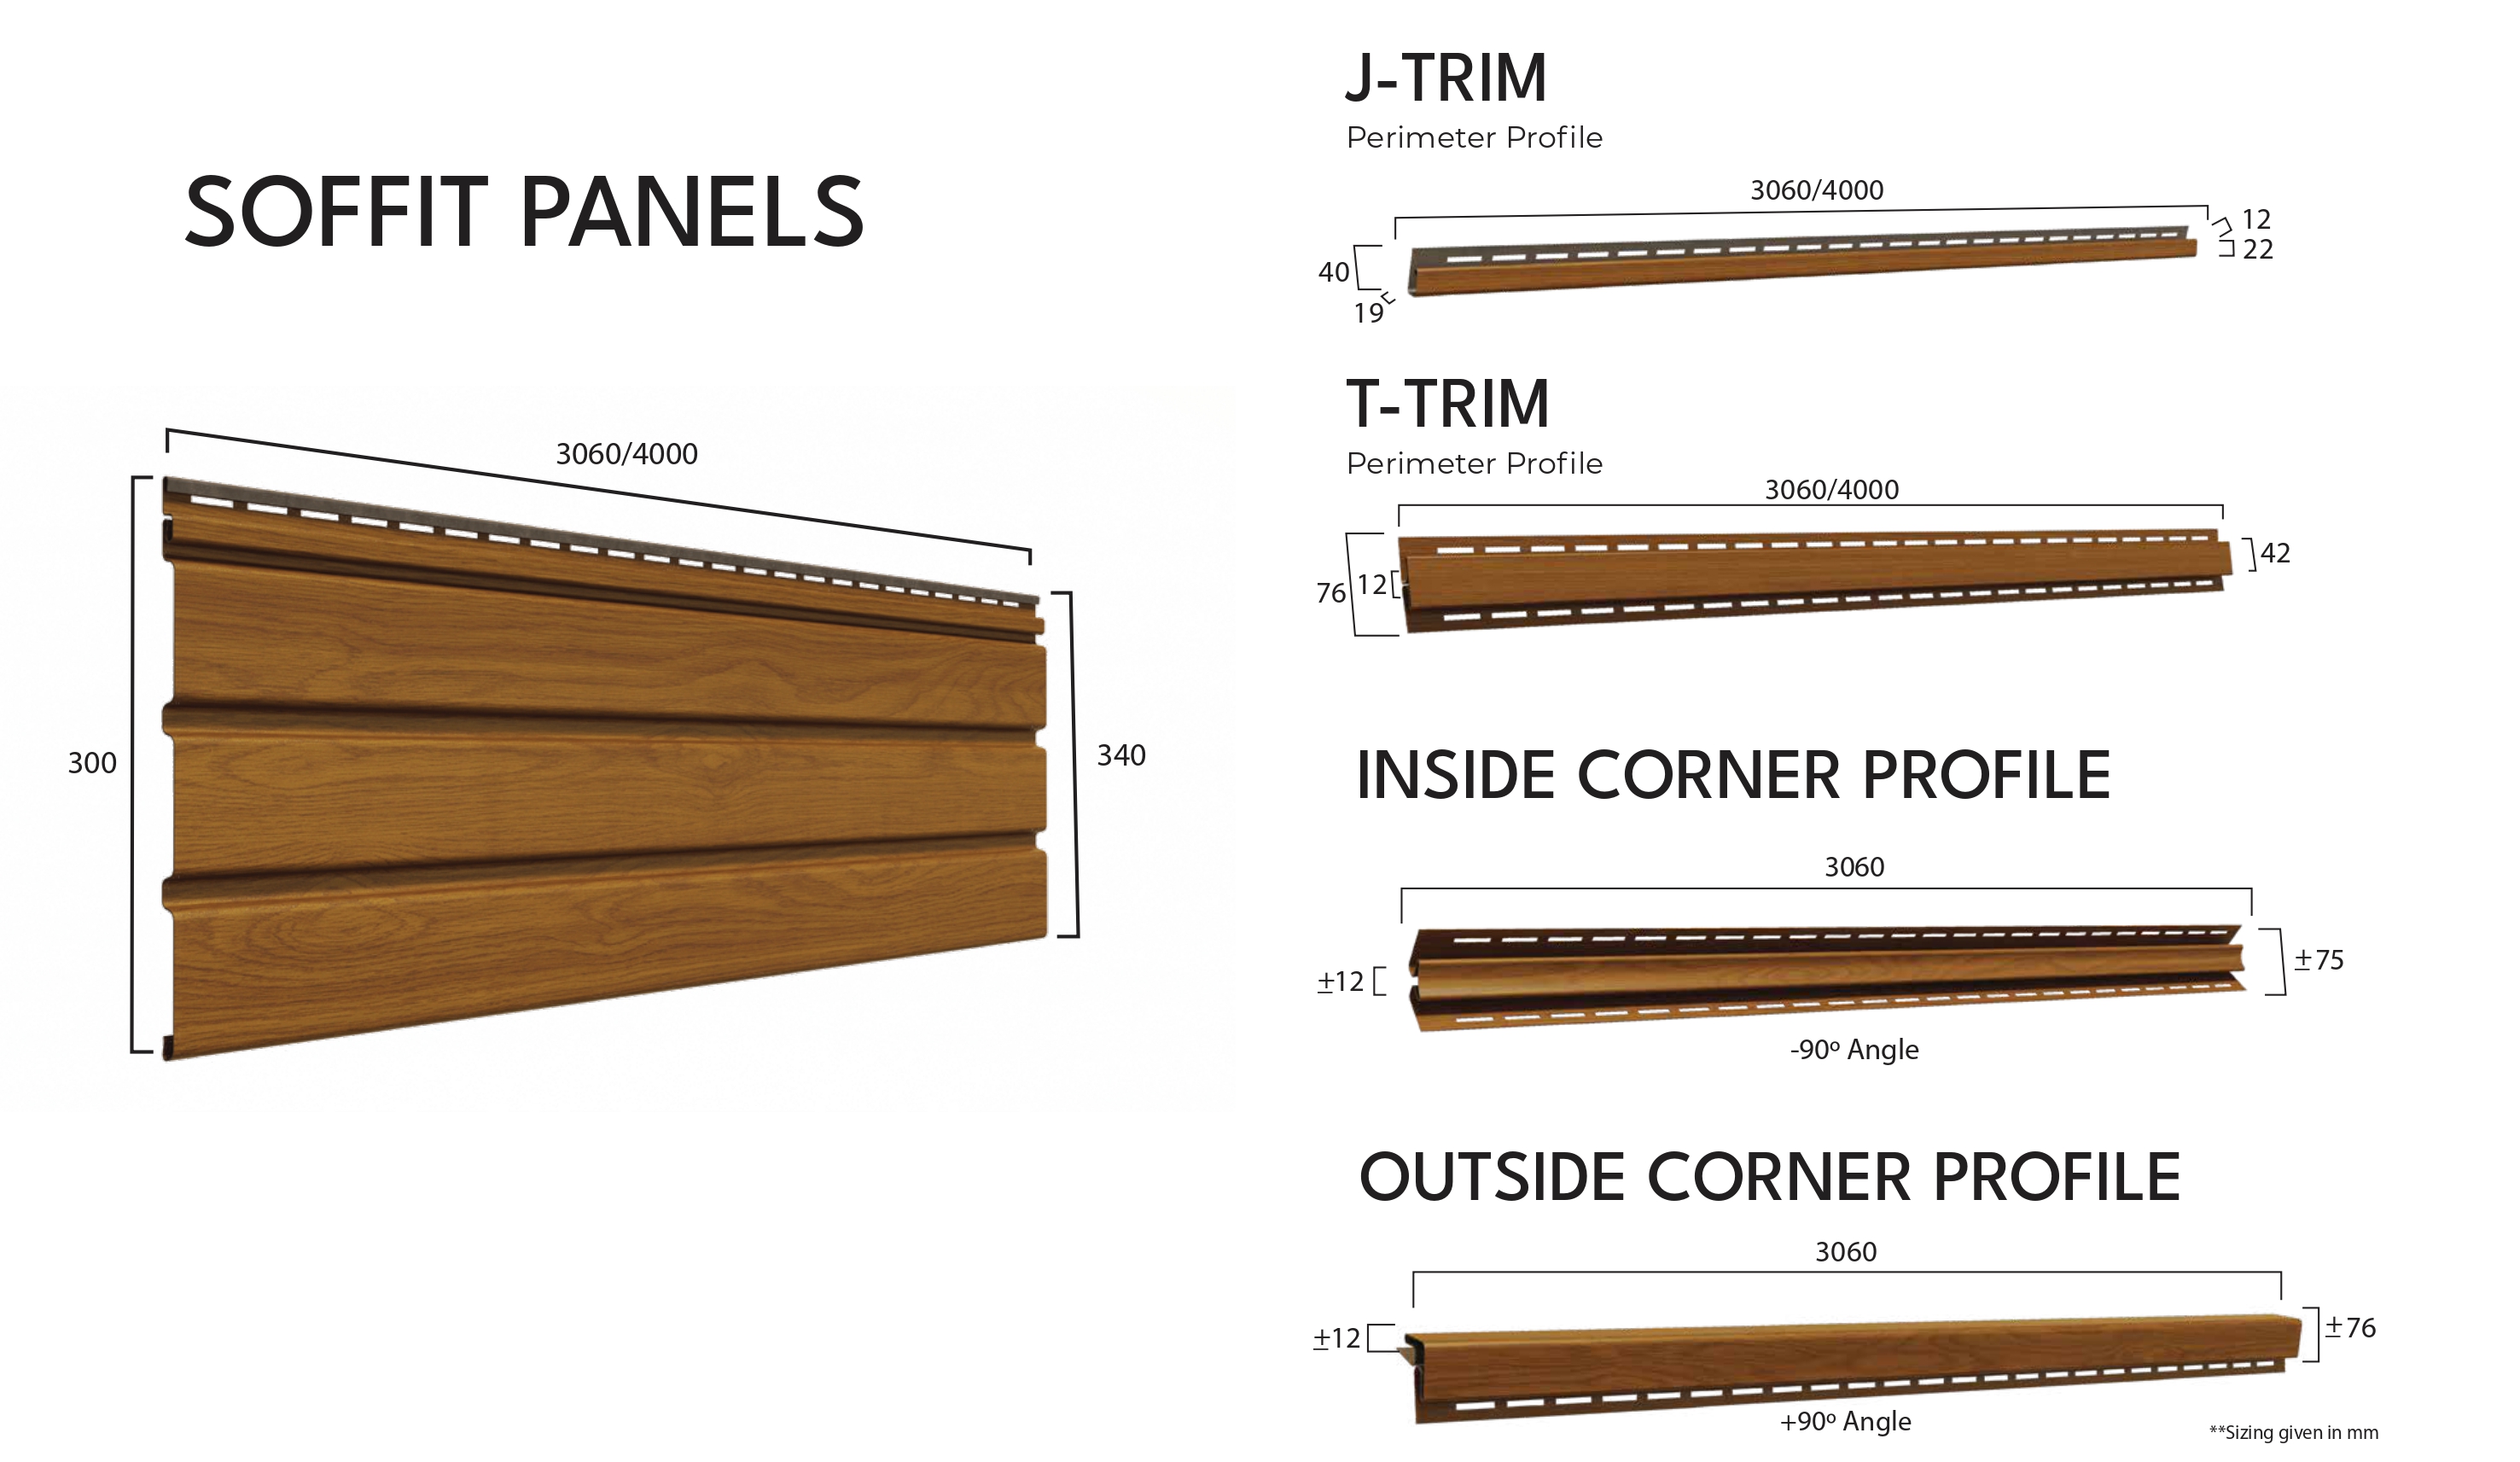 SOFFIT PANELS
3060/4000
300
340
J-TRIM
Perimeter Profile
3060/4000
12
22
40
19
T-TRIM
Perimeter Profile
3060/4000
42
76
12
INSIDE CORNER PROFILE
3060
±12
±75
-90º Angle
OUTSIDE CORNER PROFILE
3060
±12
±76
+90º Angle
**Sizing given in mm